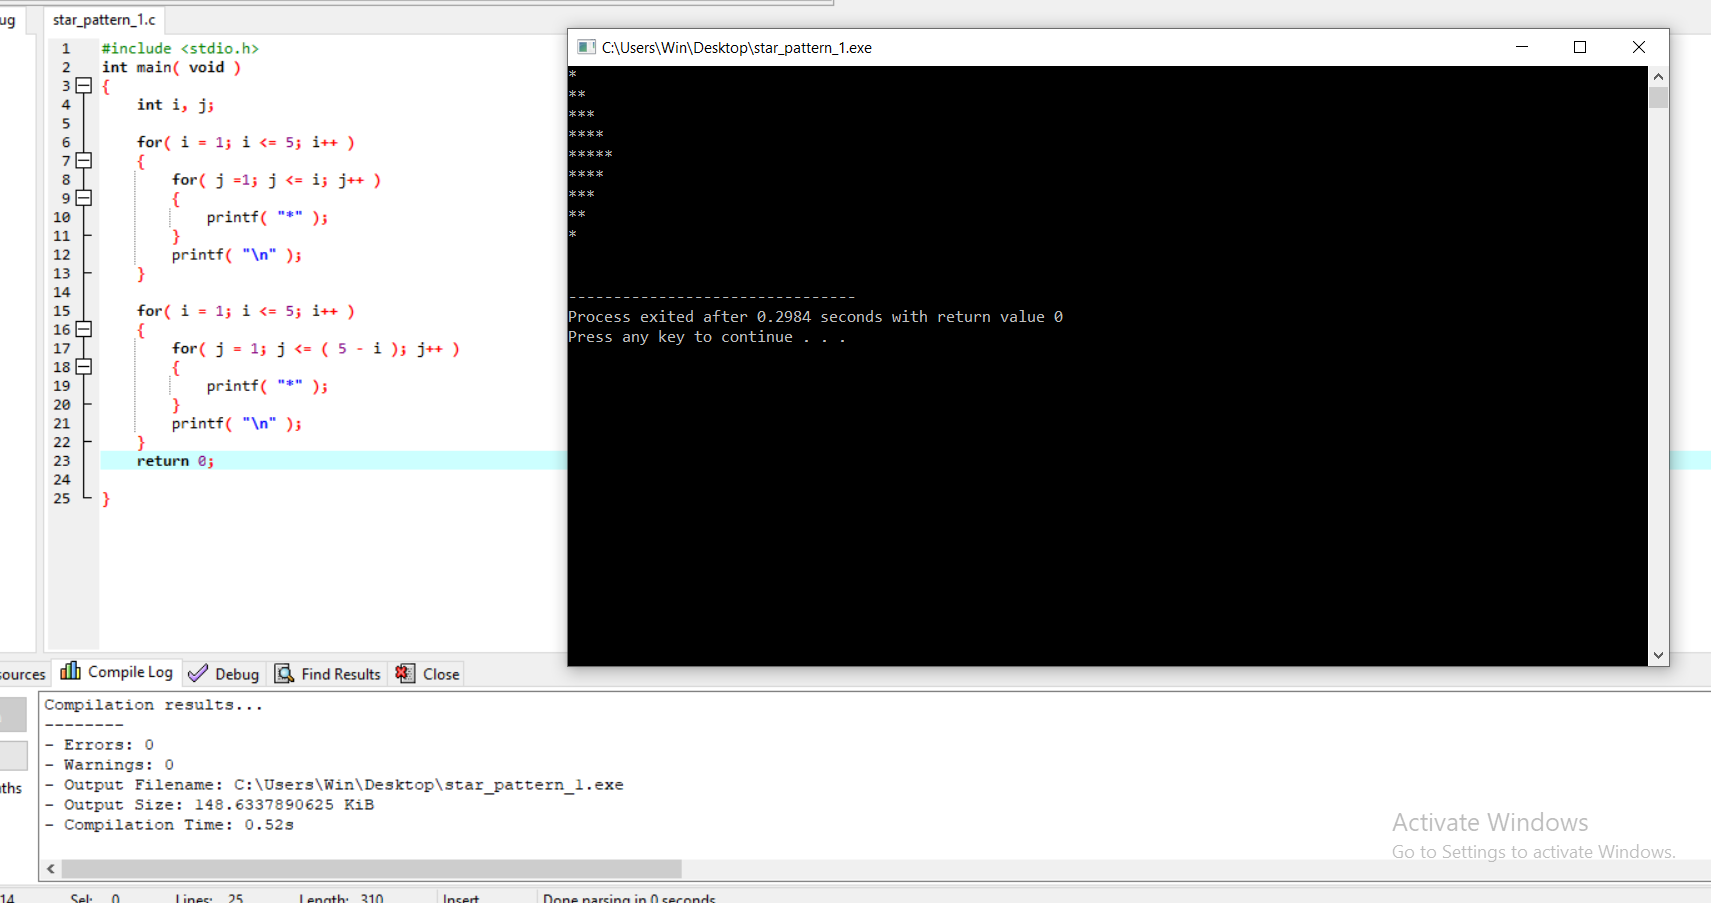 ug
star_pattern_1.c
1 #include <stdio.h>
2 int main( void )
3 {
4 int i, j;
5
6 for( i = 1; i <= 5; i++ )
7 {
8 for( j =1; j <= i; j++ )
9 {
10 printf( "*" );
11 }
12 printf( "\n" );
13 }
14
15 for( i = 1; i <= 5; i++ )
16 {
17 for( j = 1; j <= ( 5 - i ); j++ )
18 {
19 printf( "*" );
20 }
21 printf( "\n" );
22 }
23 return 0;
24
25 }
C:\Users\Win\Desktop\star_pattern_1.exe
*
**
***
****
*****
****
***
**
*
--------------------------------
Process exited after 0.2984 seconds with return value 0
Press any key to continue . . .
sources Compile Log Debug Find Results Close
Compilation results...
--------
- Errors: 0
- Warnings: 0
- Output Filename: C:\Users\Win\Desktop\star_pattern_1.exe
- Output Size: 148.6337890625 KiB
- Compilation Time: 0.52s
ths
Activate Windows
Go to Settings to activate Windows.
14 Sel: 0 Lines: 25 Length: 310 Insert Done parsing in 0 seconds